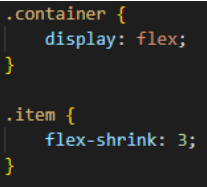 .container {
    display: flex;
}

.item {
    flex-shrink: 3;
}